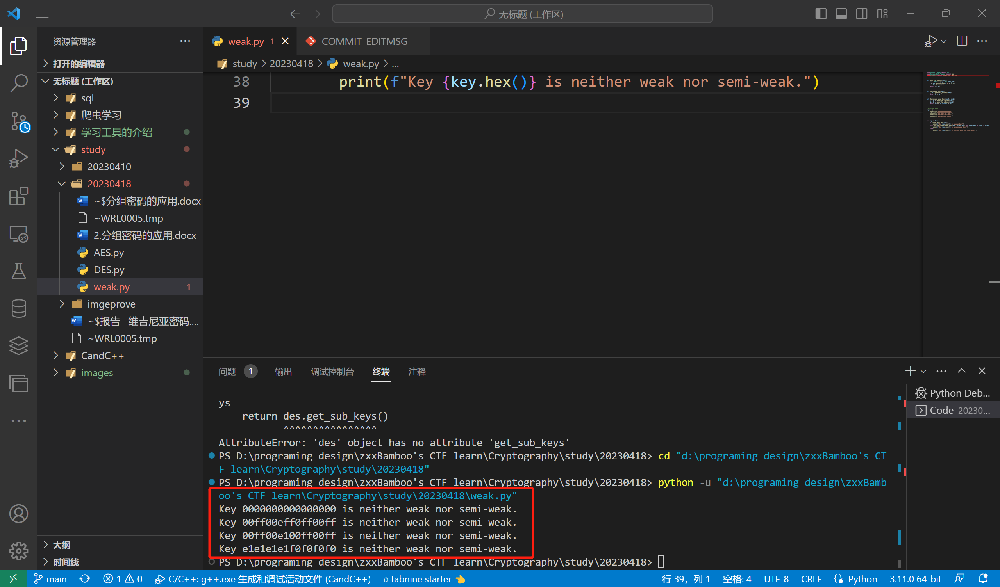 无标题 (工作区)
资源管理器
打开的编辑器
无标题 (工作区)
sql
爬虫学习
学习工具的介绍
study
20230410
20230418
~$分组密码的应用.docx
~WRL0005.tmp
2.分组密码的应用.docx
AES.py
DES.py
weak.py 1
imgeprove
~$报告--维吉尼亚密码....
~WRL0005.tmp
CandC++
images
大纲
时间线
weak.py 1
COMMIT_EDITMSG
study > 20230418 > weak.py > ...
38 print(f"Key {key.hex()} is neither weak nor semi-weak.")
39
问题 1 输出 调试控制台 终端 注释
ys
return des.get_sub_keys()
^^^^^^^^^^^^^^^^
AttributeError: 'des' object has no attribute 'get_sub_keys'
PS D:\programing design\zxxBamboo's CTF learn\Cryptography\study\20230418> cd "d:\programing design\zxxBamboo's CT
F learn\Cryptography\study\20230418"
PS D:\programing design\zxxBamboo's CTF learn\Cryptography\study\20230418> python -u "d:\programing design\zxxBamb
oo's CTF learn\Cryptography\study\20230418\weak.py"
Key 0000000000000000 is neither weak nor semi-weak.
Key 00ff00eff0ff00ff is neither weak nor semi-weak.
Key 00ff00e100ff00ff is neither weak nor semi-weak.
Key e1e1e1e1f0f0f0f0 is neither weak nor semi-weak.
PS D:\programing design\zxxBamboo's CTF learn\Cryptography\study\20230418>
Python Deb...
Code 20230...
main 1 0 C/C++: g++.exe 生成和调试活动文件 (CandC++) tabnine starter 行 39，列 1 空格: 4 UTF-8 CRLF Python 3.11.0 64-bit